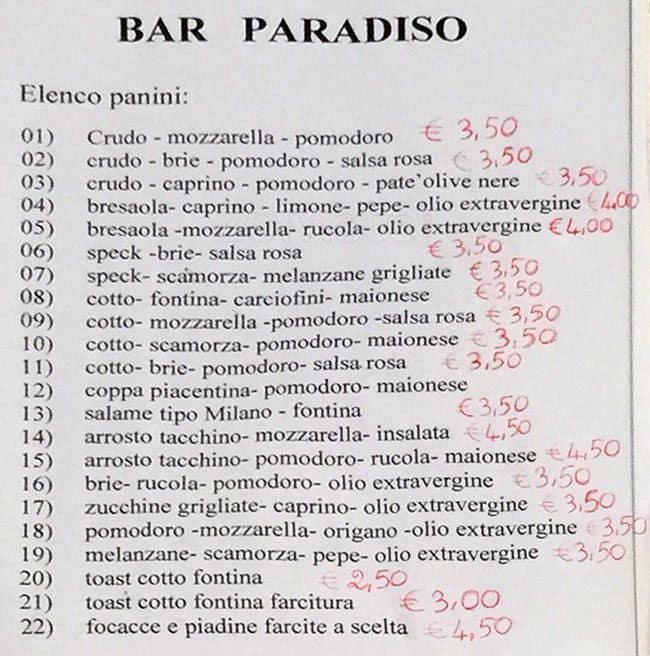 BAR PARADISO
Elenco panini:
01) Crudo - mozzarella - pomodoro € 3,50
02) crudo - brie - pomodoro - salsa rosa € 3,50
03) crudo - caprino - pomodoro - pate'olive nere € 3,50
04) bresaola- caprino - limone- pepe- olio extravergine € 4,00
05) bresaola -mozzarella- rucola- olio extravergine € 4,00
06) speck -brie- salsa rosa € 3,50
07) speck- scamorza- melanzane grigliate € 3,50
08) cotto- fontina- carciofini- maionese € 3,50
09) cotto- mozzarella -pomodoro -salsa rosa € 3,50
10) cotto- scamorza- pomodoro- maionese € 3,50
11) cotto- brie- pomodoro- salsa rosa € 3,50
12) coppa piacentina- pomodoro- maionese
13) salame tipo Milano - fontina € 3,50
14) arrosto tacchino- mozzarella- insalata € 4,50
15) arrosto tacchino- pomodoro- rucola- maionese € 4,50
16) brie- rucola- pomodoro- olio extravergine € 3,50
17) zucchine grigliate- caprino- olio extravergine € 3,50
18) pomodoro -mozzarella- origano -olio extravergine € 3,50
19) melanzane- scamorza- pepe- olio extravergine € 3,50
20) toast cotto fontina € 2,50
21) toast cotto fontina farcitura € 3,00
22) focacce e piadine farcite a scelta € 4,50